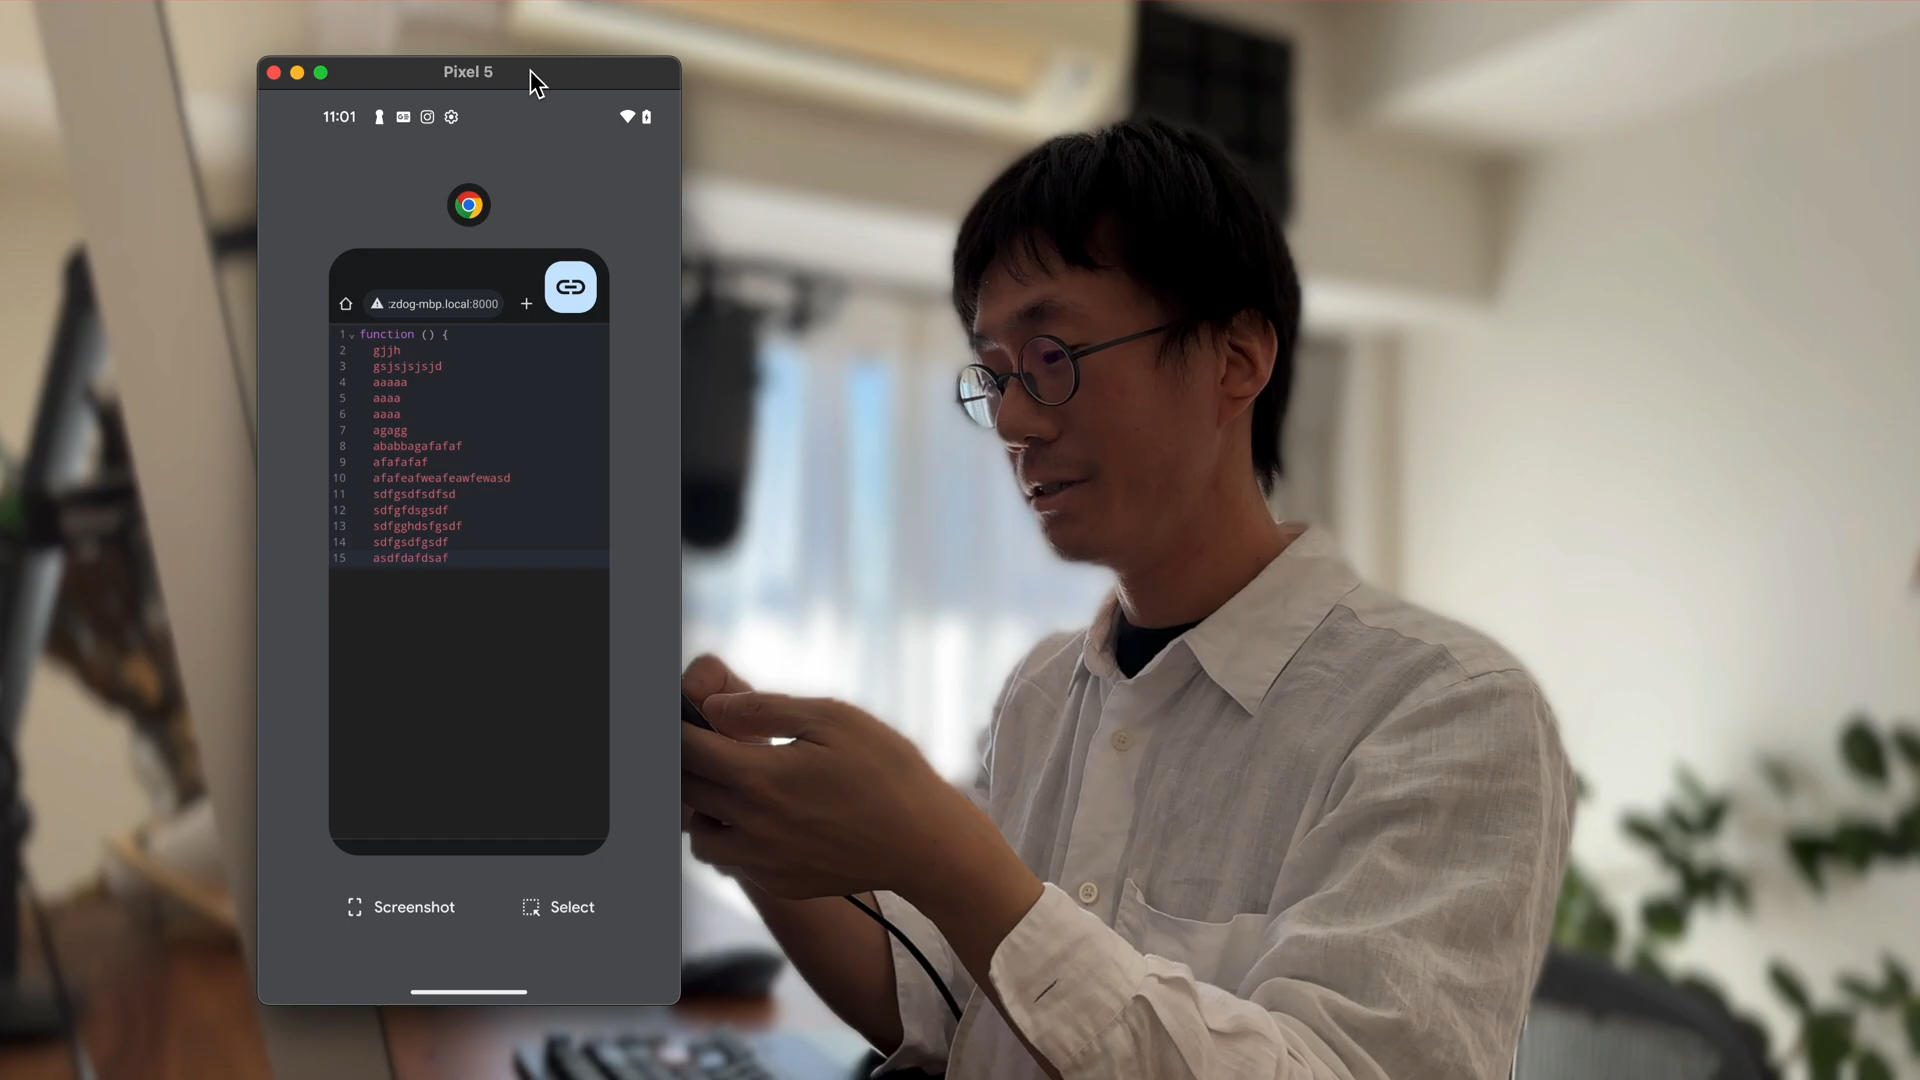 Pixel 5
11:01
zdog-mbp.local:8000
1 function () {
2 gjjh
3 gsjsjsjsjd
4 aaaaa
5 aaaa
6 aaaa
7 agagg
8 ababbagafafaf
9 afafafaf
10 afafeafweafeawfewasd
11 sdfgsdfsdfsd
12 sdfgfdsgsdf
13 sdfgghdsfgsdf
14 sdfgsdfgsdf
15 asdfdafdsaf
Screenshot
Select